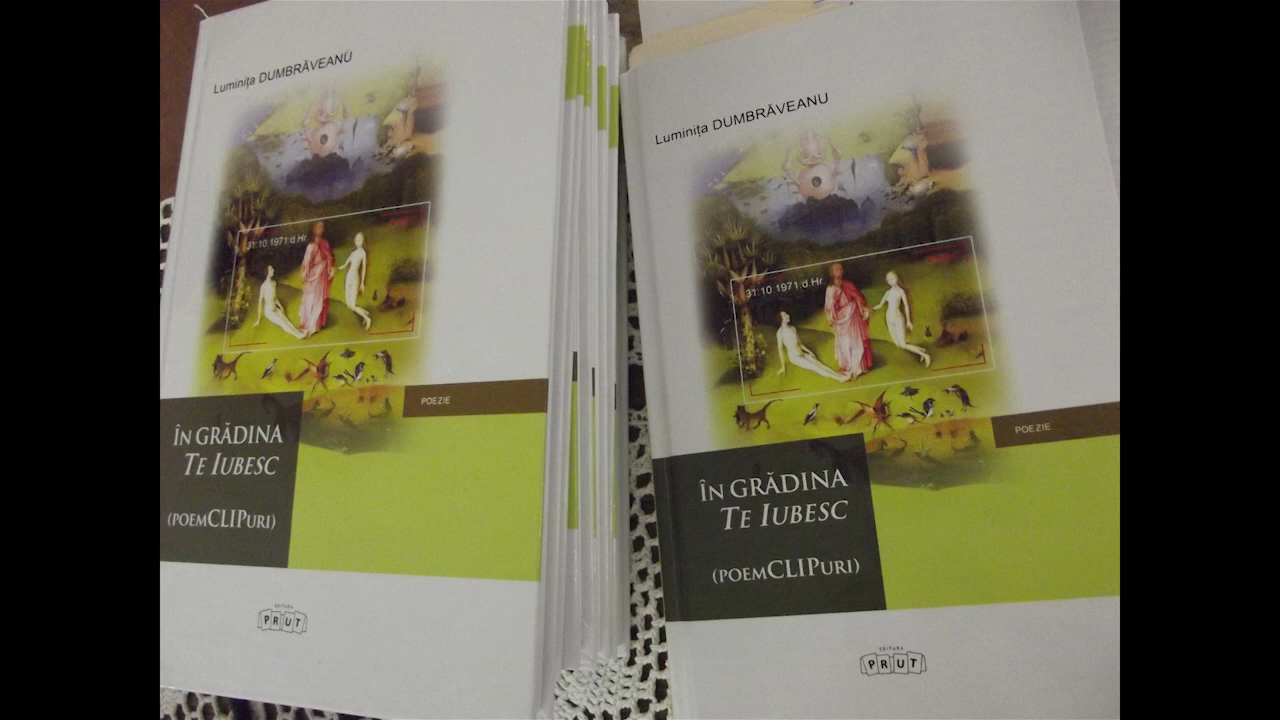 Luminița DUMBRĂVEANU
31.10.1971.d.Hr.
POEZIE
ÎN GRĂDINA
TE IUBESC
(POEMCLIPURI)
EDITURA
PRUT
Luminița DUMBRĂVEANU
31.10.1971.d.Hr.
POEZIE
ÎN GRĂDINA
TE IUBESC
(POEMCLIPURI)
EDITURA
PRUT